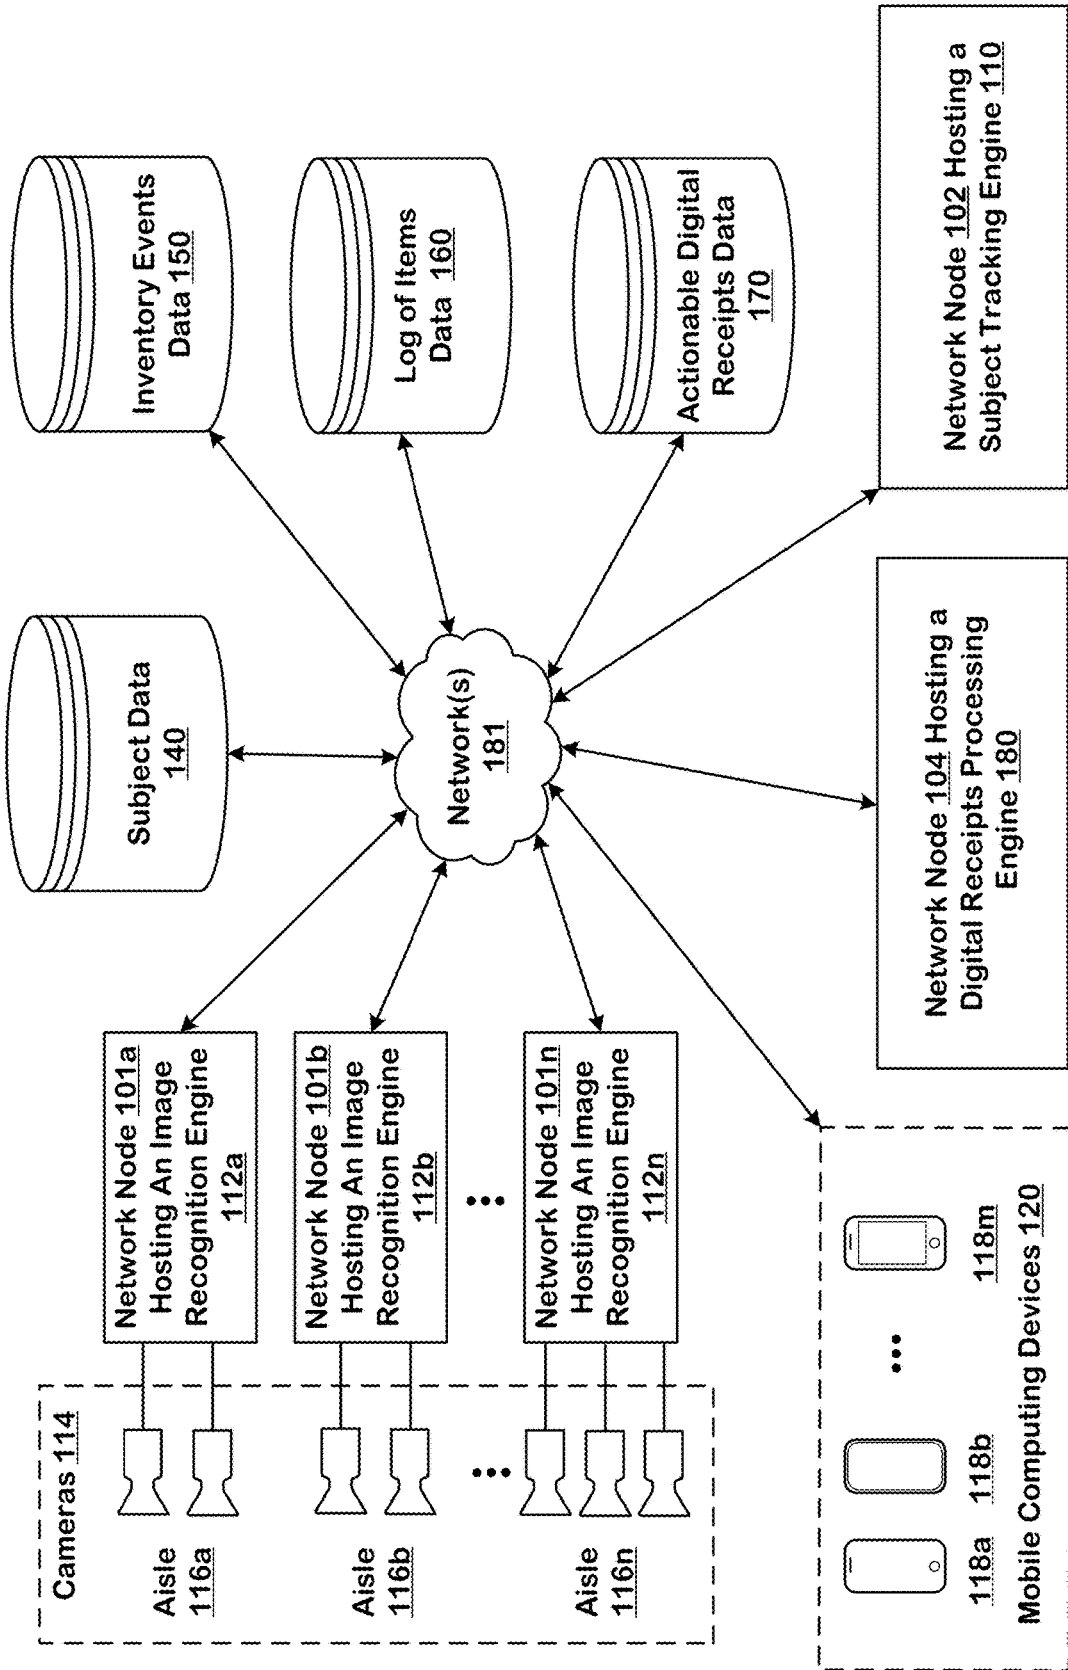 Cameras 114
Aisle
116a
Aisle
116b
Aisle
116n
Network Node 101a
Hosting An Image
Recognition Engine
112a
Network Node 101b
Hosting An Image
Recognition Engine
112b
Network Node 101n
Hosting An Image
Recognition Engine
112n
Subject Data
140
Inventory Events
Data 150
Log of Items
Data 160
Actionable Digital
Receipts Data
170
Network(s)
181
118a
118b
118m
Mobile Computing Devices 120
Network Node 104 Hosting a
Digital Receipts Processing
Engine 180
Network Node 102 Hosting a
Subject Tracking Engine 110